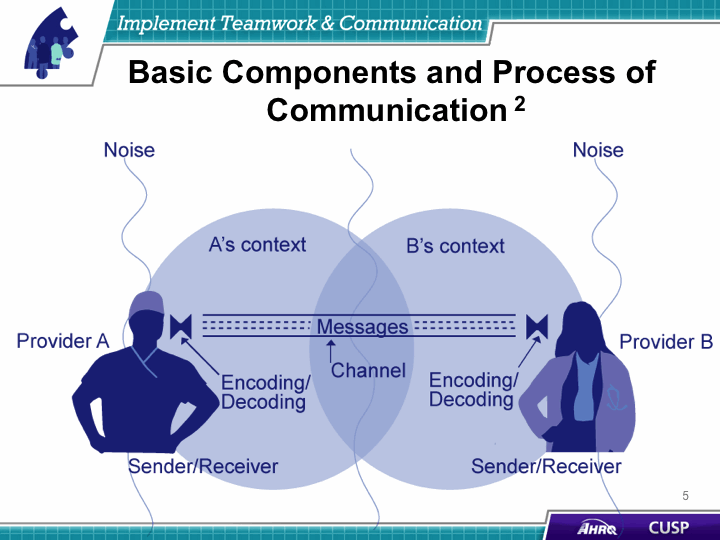 Implement Teamwork & Communication
Basic Components and Process of
Communication 2
Noise
Noise
A's context
B's context
Messages
Provider A
Provider B
Channel
Encoding/
Decoding
Encoding/
Decoding
Sender/Receiver
Sender/Receiver
5
AHRQ
CUSP